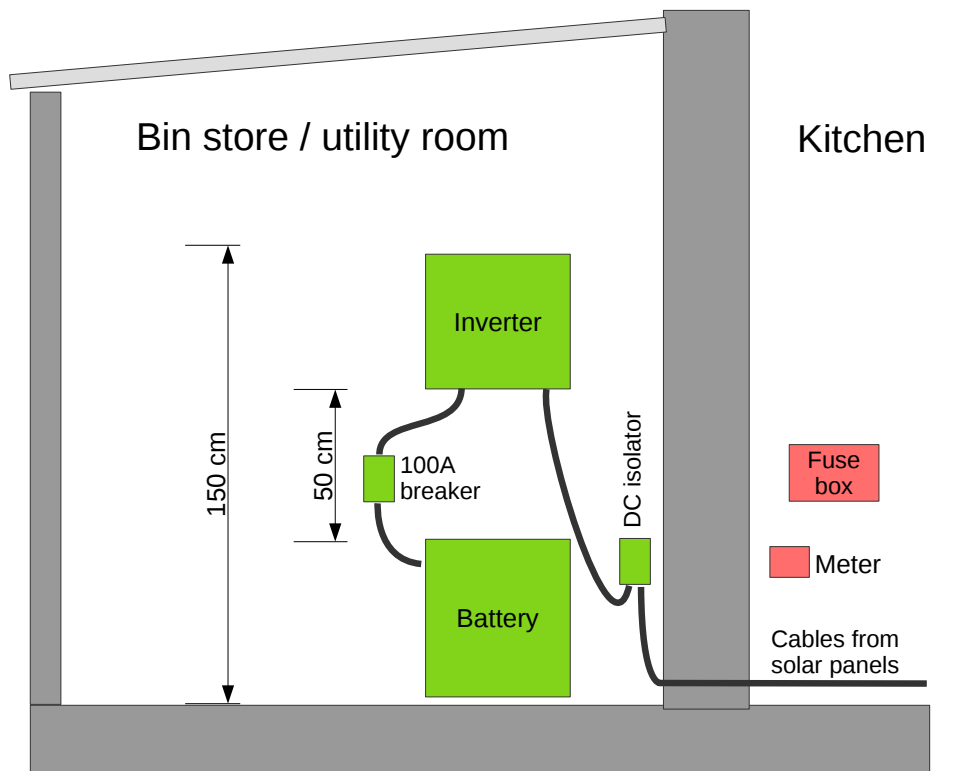 Bin store / utility room
Kitchen
Inverter
150 cm
50 cm
100A
breaker
DC isolator
Fuse
box
Meter
Battery
Cables from
solar panels